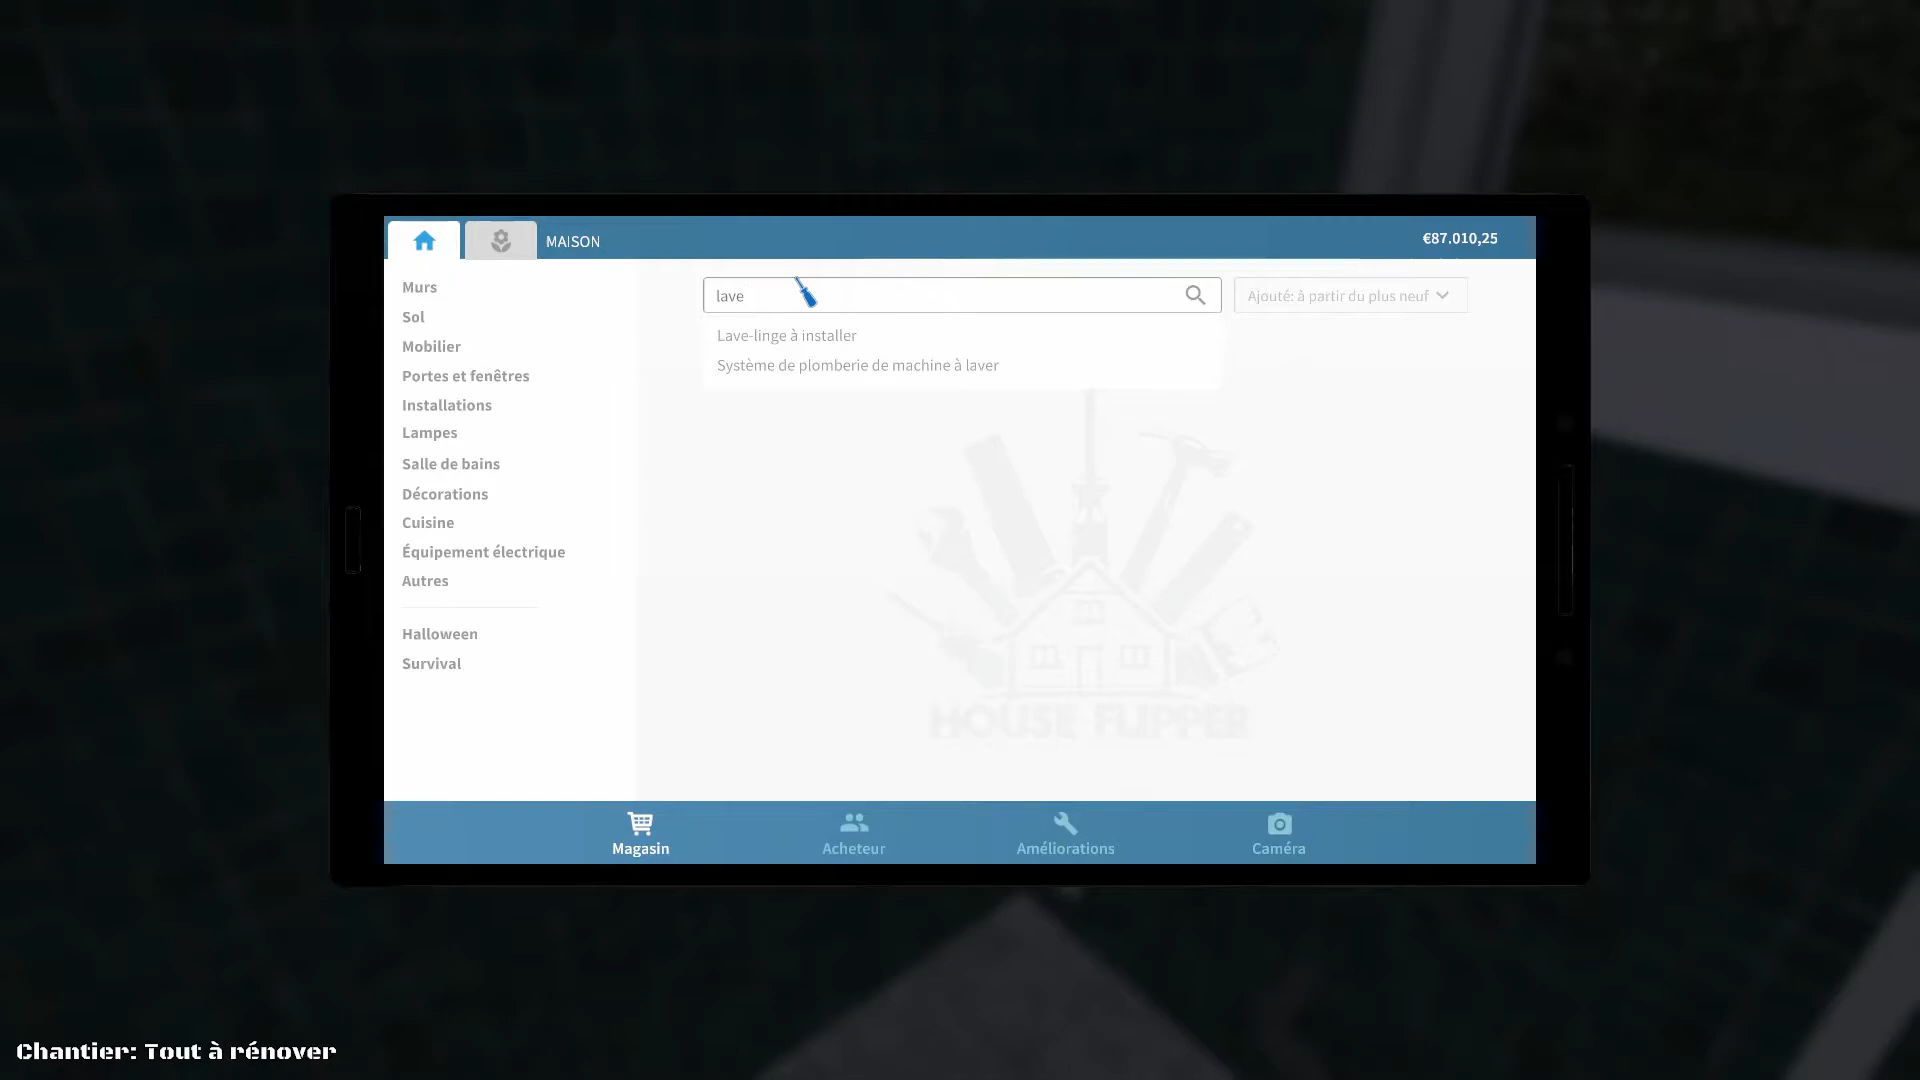 MAISON
€87.010,25
Murs
Sol
Mobilier
Portes et fenêtres
Installations
Lampes
Salle de bains
Décorations
Cuisine
Équipement électrique
Autres
Halloween
Survival
lave
Ajouté: à partir du plus neuf
Lave-linge à installer
Système de plomberie de machine à laver
HOUSE FLIPPER
Magasin
Acheteur
Améliorations
Caméra
Chantier: Tout à rénover